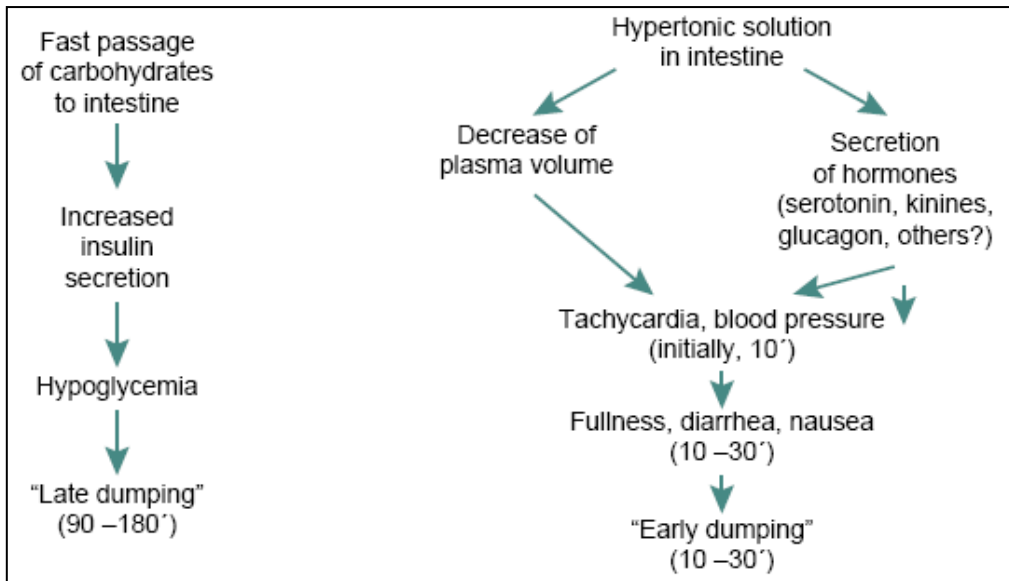 Fast passage
of carbohydrates
to intestine
Increased
insulin
secretion
Hypoglycemia
“Late dumping”
(90 –180´)
Hypertonic solution
in intestine
Decrease of
plasma volume
Secretion
of hormones
(serotonin, kinines,
glucagon, others?)
Tachycardia, blood pressure
(initially, 10´)
Fullness, diarrhea, nausea
(10 –30´)
“Early dumping”
(10 –30´)